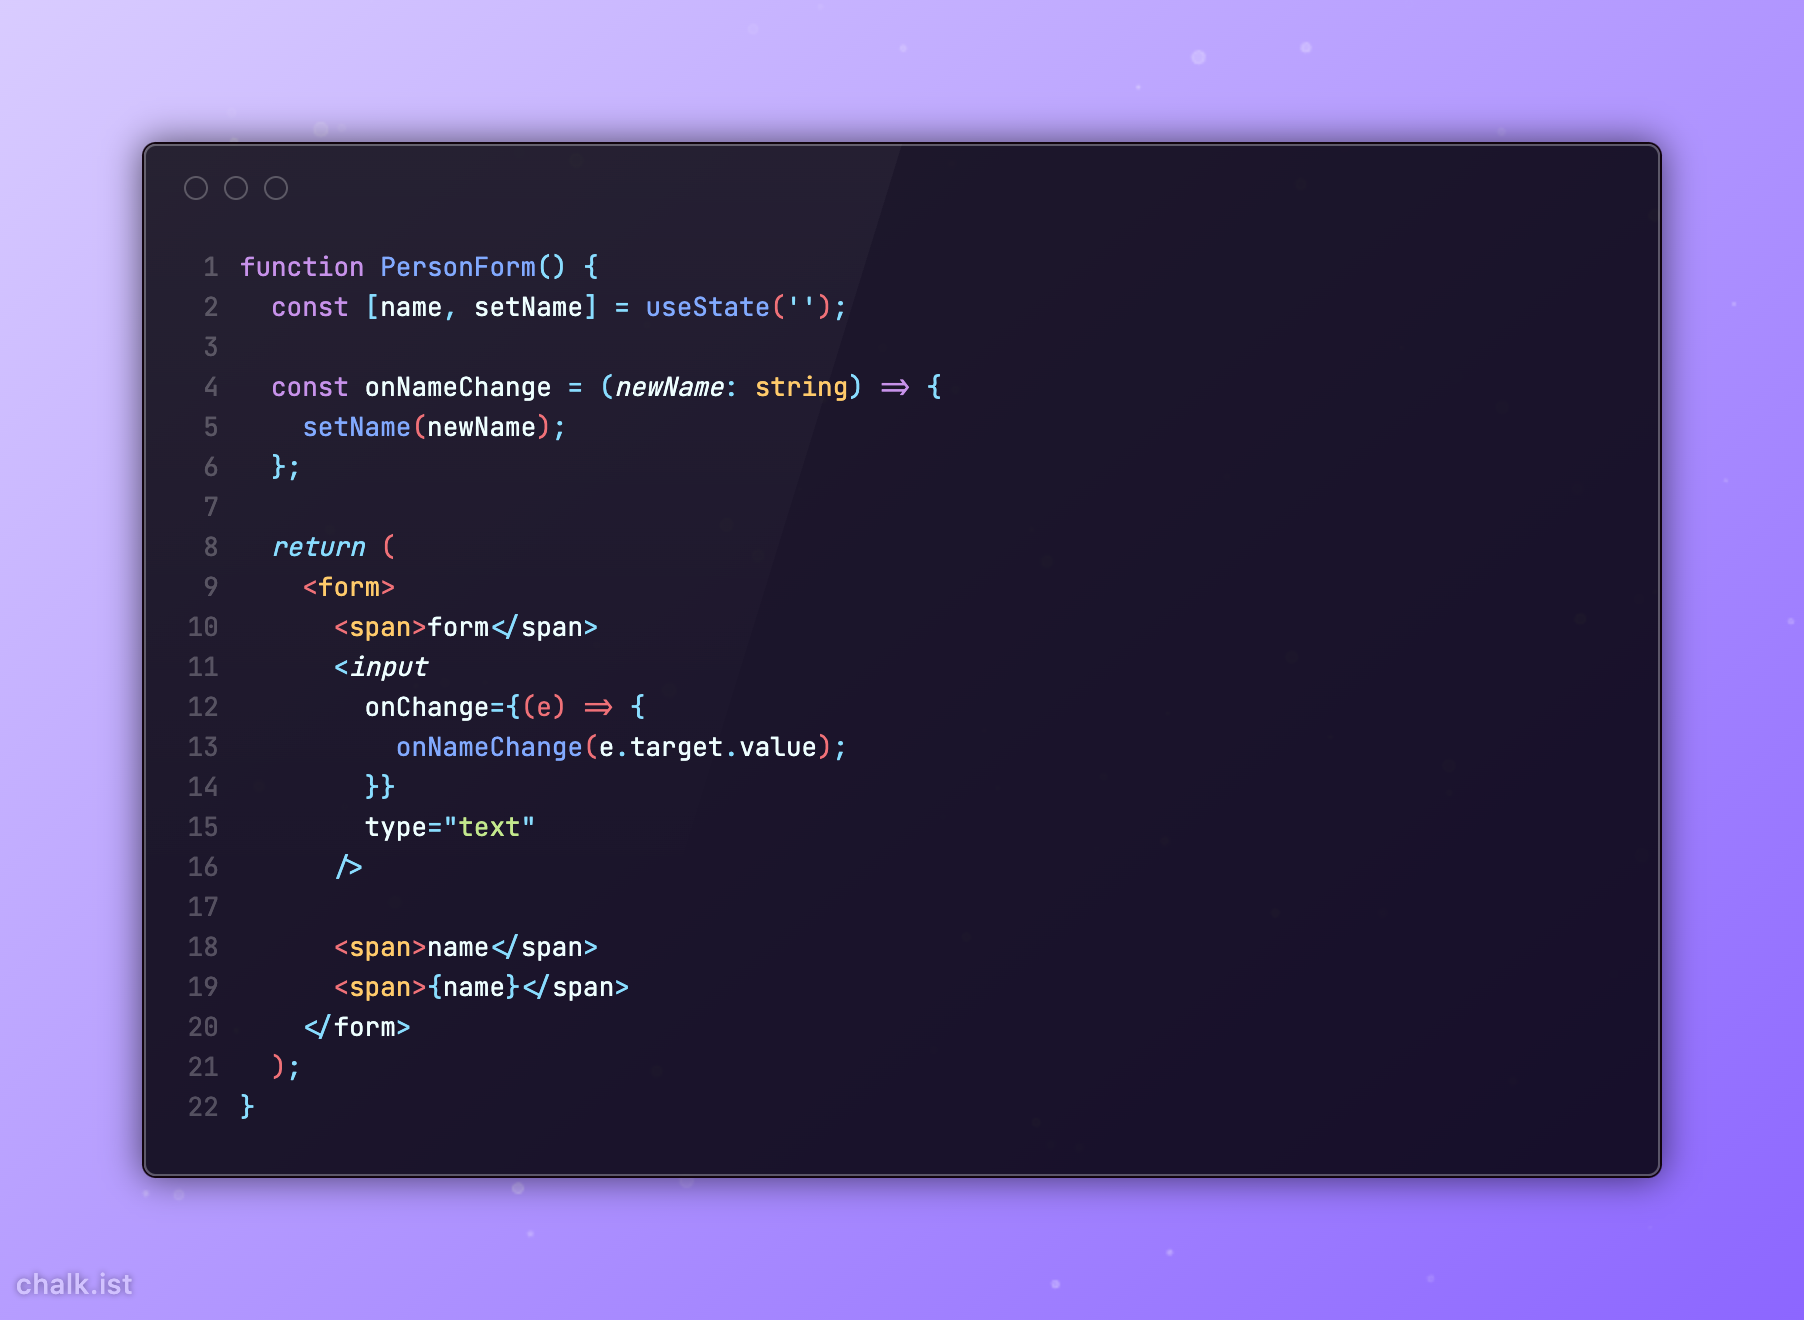 1 function PersonForm() {
2   const [name, setName] = useState('');
3
4   const onNameChange = (newName: string) => {
5     setName(newName);
6   };
7
8   return (
9     <form>
10       <span>form</span>
11       <input
12         onChange={(e) => {
13           onNameChange(e.target.value);
14         }}
15         type="text"
16       />
17
18       <span>name</span>
19       <span>{name}</span>
20     </form>
21   );
22 }
chalk.ist